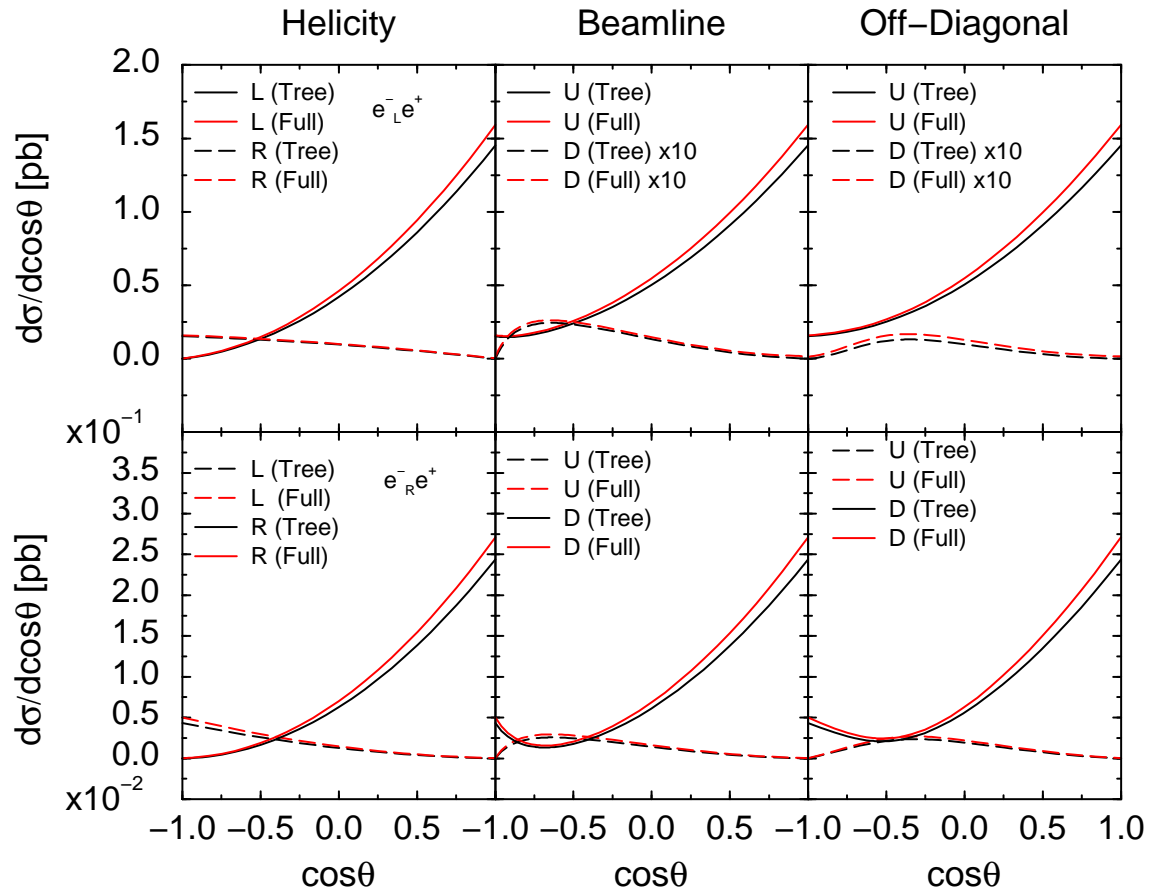 Helicity Beamline Off−Diagonal
2.0
1.5
1.0
0.5
0.0
x10−1
dσ/dcosθ [pb]
L (Tree)
L (Full)
R (Tree)
R (Full)
e−L e+
U (Tree)
U (Full)
D (Tree) x10
D (Full) x10
U (Tree)
U (Full)
D (Tree) x10
D (Full) x10
3.5
3.0
2.5
2.0
1.5
1.0
0.5
0.0
x10−2
dσ/dcosθ [pb]
L (Tree)
L (Full)
R (Tree)
R (Full)
e−R e+
U (Tree)
U (Full)
D (Tree)
D (Full)
U (Tree)
U (Full)
D (Tree)
D (Full)
−1.0 −0.5 0.0 0.5 −1.0 −0.5 0.0 0.5 −1.0 −0.5 0.0 0.5 1.0
cosθ cosθ cosθ